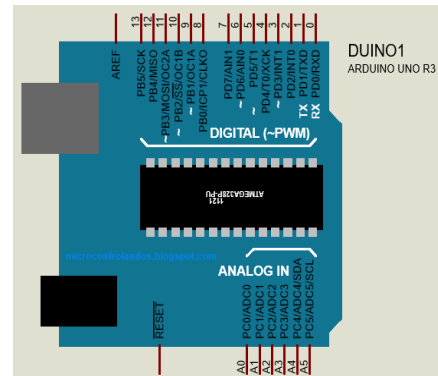 13
12
11
10
9
8
7
6
5
4
3
2
1
0
AREF
PB5/SCK
PB4/MISO
~PB3/MOSI/OC2A
~PB2/SS/OC1B
~PB1/OC1A
PB0/ICP1/CLKO
PD7/AIN1
~PD6/AIN0
~PD5/T1
PD4/T0/XCK
~PD3/INT1
PD2/INT0
TX PD1/TXD
RX PD0/RXD
DUINO1
ARDUINO UNO R3
DIGITAL (~PWM)
1121
ATMEGA328P-PU
microcontrolandos.blogspot.com
ANALOG IN
RESET
PC0/ADC0
PC1/ADC1
PC2/ADC2
PC3/ADC3
PC4/ADC4/SDA
PC5/ADC5/SCL
A0
A1
A2
A3
A4
A5